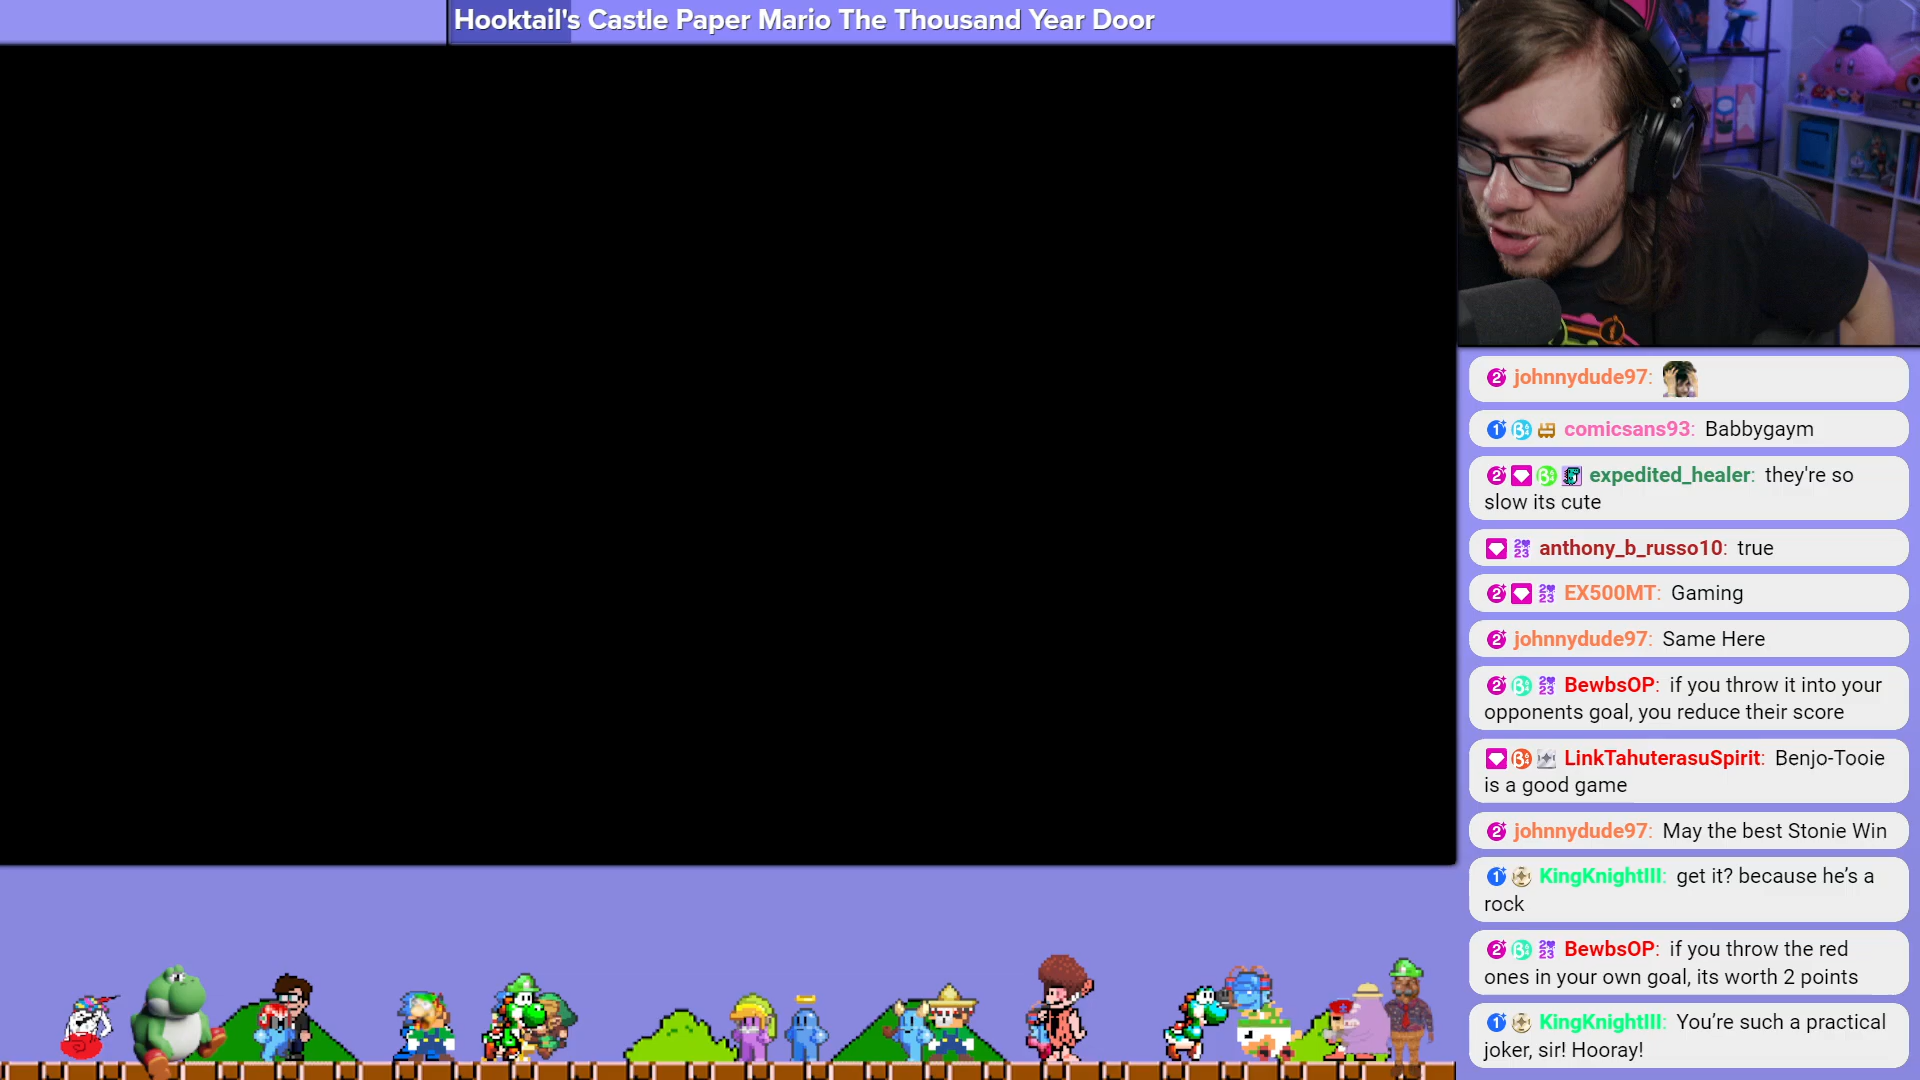 Hooktail's Castle Paper Mario The Thousand Year Door
johnnydude97:
comicsans93: Babbygaym
expedited_healer: they're so
slow its cute
anthony_b_russo10: true
EX500MT: Gaming
johnnydude97: Same Here
BewbsOP: if you throw it into your
opponents goal, you reduce their score
LinkTahuterasuSpirit: Benjo-Tooie
is a good game
johnnydude97: May the best Stonie Win
KingKnightIII: get it? because he’s a
rock
BewbsOP: if you throw the red
ones in your own goal, its worth 2 points
KingKnightIII: You’re such a practical
joker, sir! Hooray!